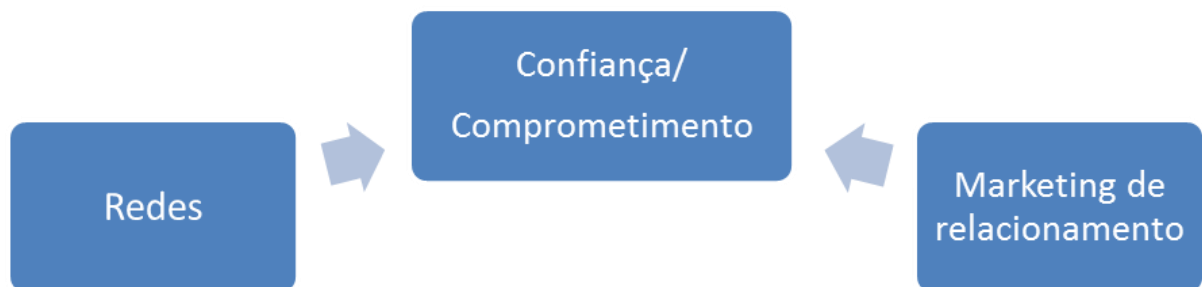 Confiança/
Comprometimento
Redes
Marketing de
relacionamento